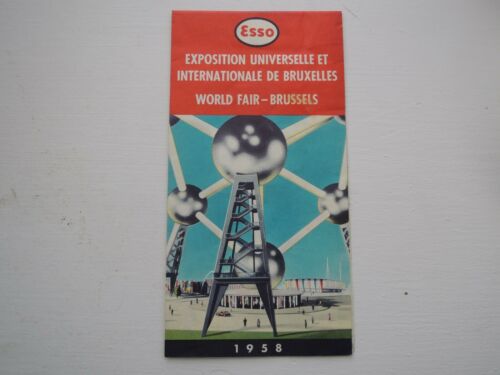 Esso
EXPOSITION UNIVERSELLE ET
INTERNATIONALE DE BRUXELLES
WORLD FAIR – BRUSSELS
1958